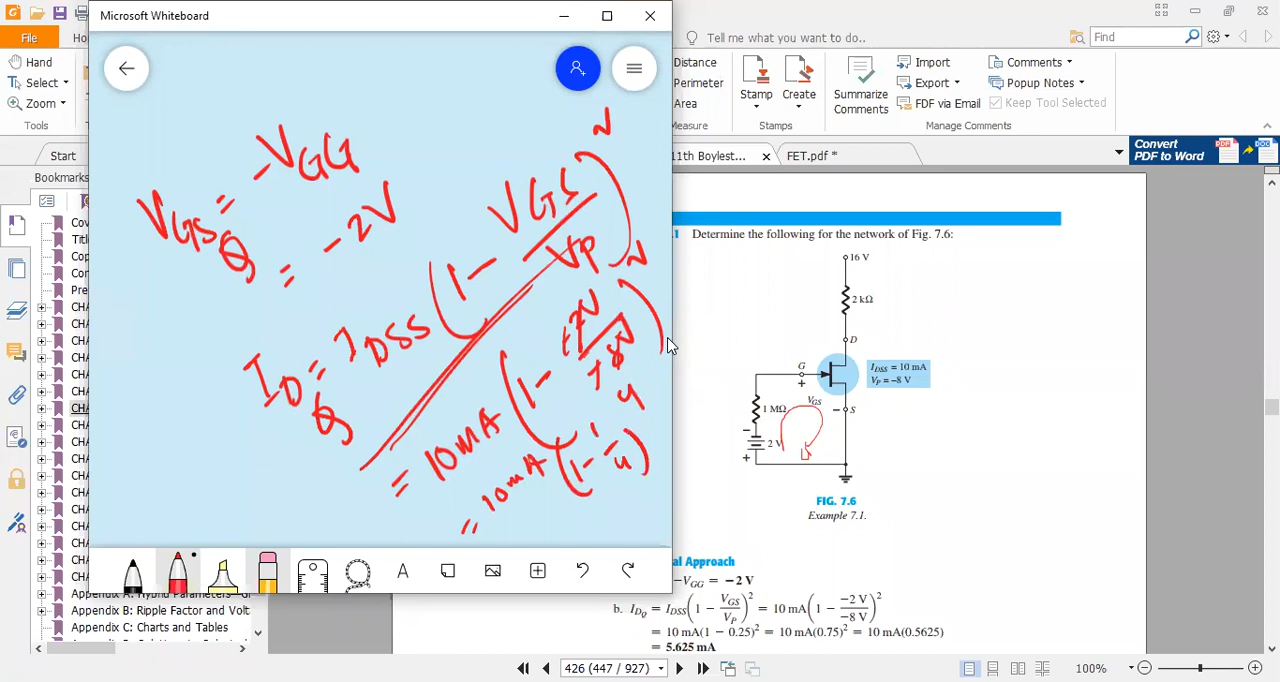 Microsoft Whiteboard
File
Tell me what you want to do..
Find
Hand
Select
Zoom
Tools
Distance
Perimeter
Area
Measure
Stamp
Create
Stamps
Summarize
Comments
Import
Export
FDF via Email
Comments
Popup Notes
Keep Tool Selected
Manage Comments
Start
11th Boylest...
FET.pdf *
Convert
PDF to Word
Bookmarks
VGSQ = -VGG
= -2V
IDQ = IDSS (1 - VGS/VP)²
= 10mA (1 -
= 10mA (1 - 1/4)
Appendix B: Ripple Factor and Volt
Appendix C: Charts and Tables
1 Determine the following for the network of Fig. 7.6:
16 V
2 kΩ
D
G
+
IDSS = 10 mA
VP = –8 V
VGS
1 MΩ
–
S
–
2 V
+
FIG. 7.6
Example 7.1.
al Approach
–VGG = –2 V
b. IDQ = IDSS(1 – VGS/VP)² = 10 mA(1 – –2 V/–8 V)²
= 10 mA(1 – 0.25)² = 10 mA(0.75)² = 10 mA(0.5625)
= 5.625 mA
426 (447 / 927)
100%